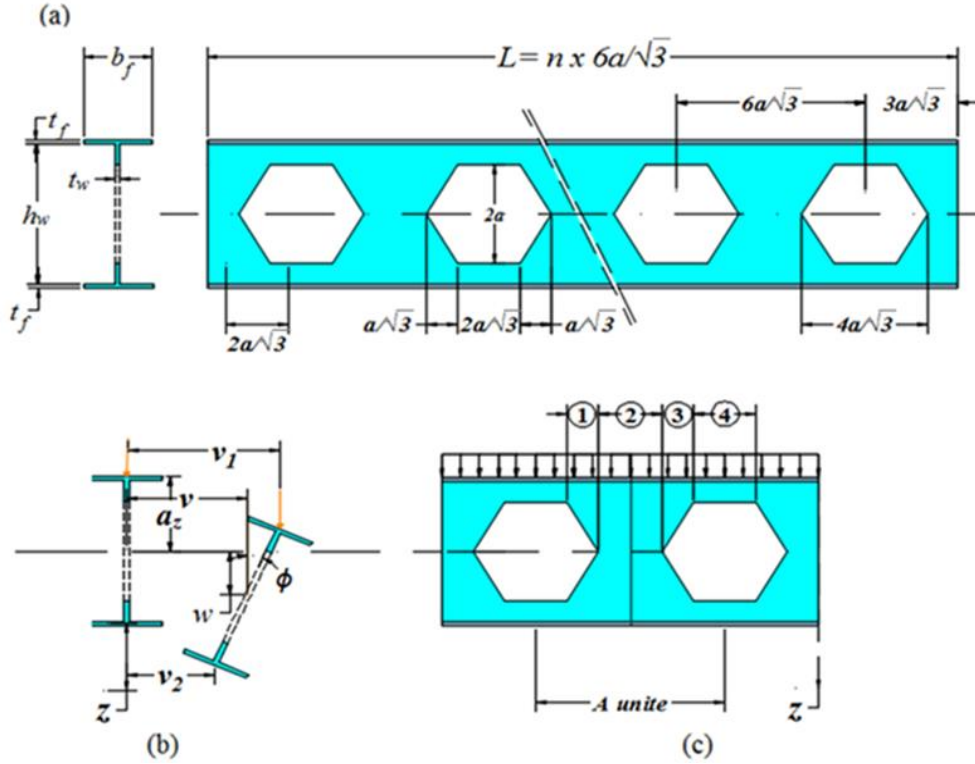 (a)
b_f
L= n x 6a/√3
6a/√3
3a/√3
t_f
t_w
h_w
2a
t_f
2a/√3
a/√3
2a/√3
a/√3
4a/√3
v_1
v
a_z
ϕ
w
v_2
z
(b)
1
2
3
4
A unite
z
(c)